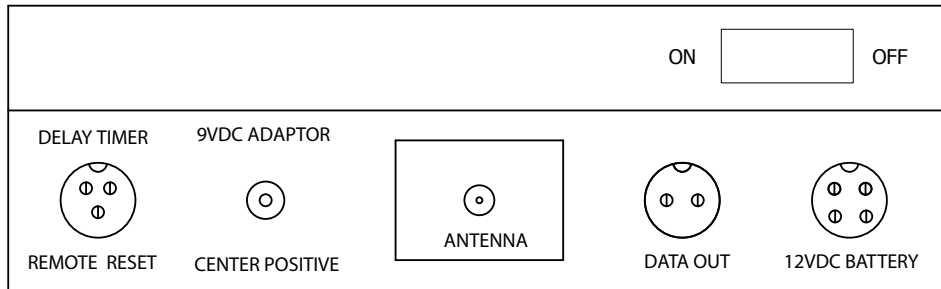 ON OFF
DELAY TIMER
9VDC ADAPTOR
REMOTE RESET
CENTER POSITIVE
ANTENNA
DATA OUT
12VDC BATTERY